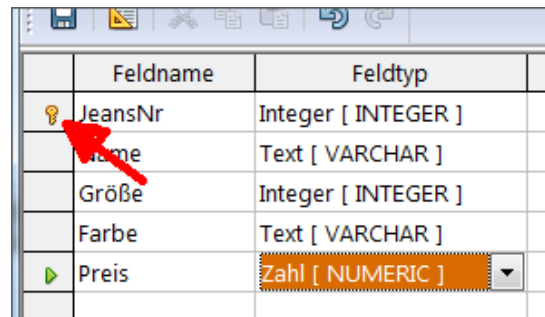 Feldname Feldtyp
JeansNr Integer [ INTEGER ]
Name Text [ VARCHAR ]
Größe Integer [ INTEGER ]
Farbe Text [ VARCHAR ]
Preis Zahl [ NUMERIC ]